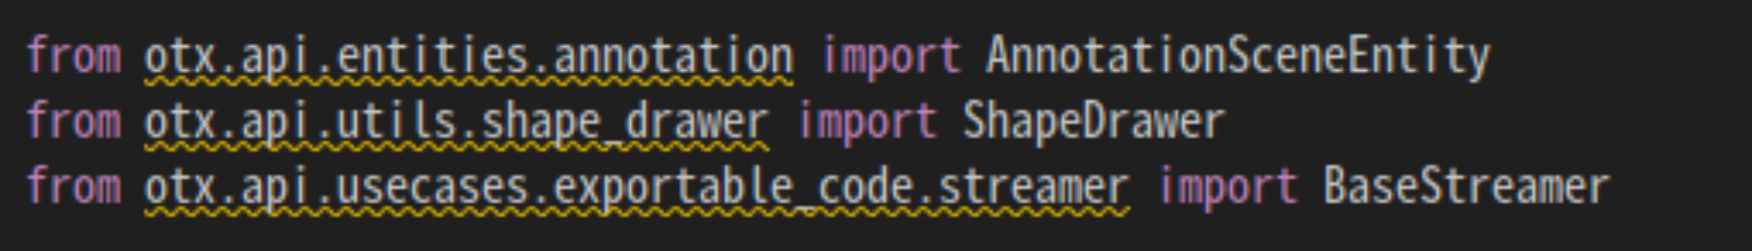 from otx.api.entities.annotation import AnnotationSceneEntity
from otx.api.utils.shape_drawer import ShapeDrawer
from otx.api.usecases.exportable_code.streamer import BaseStreamer